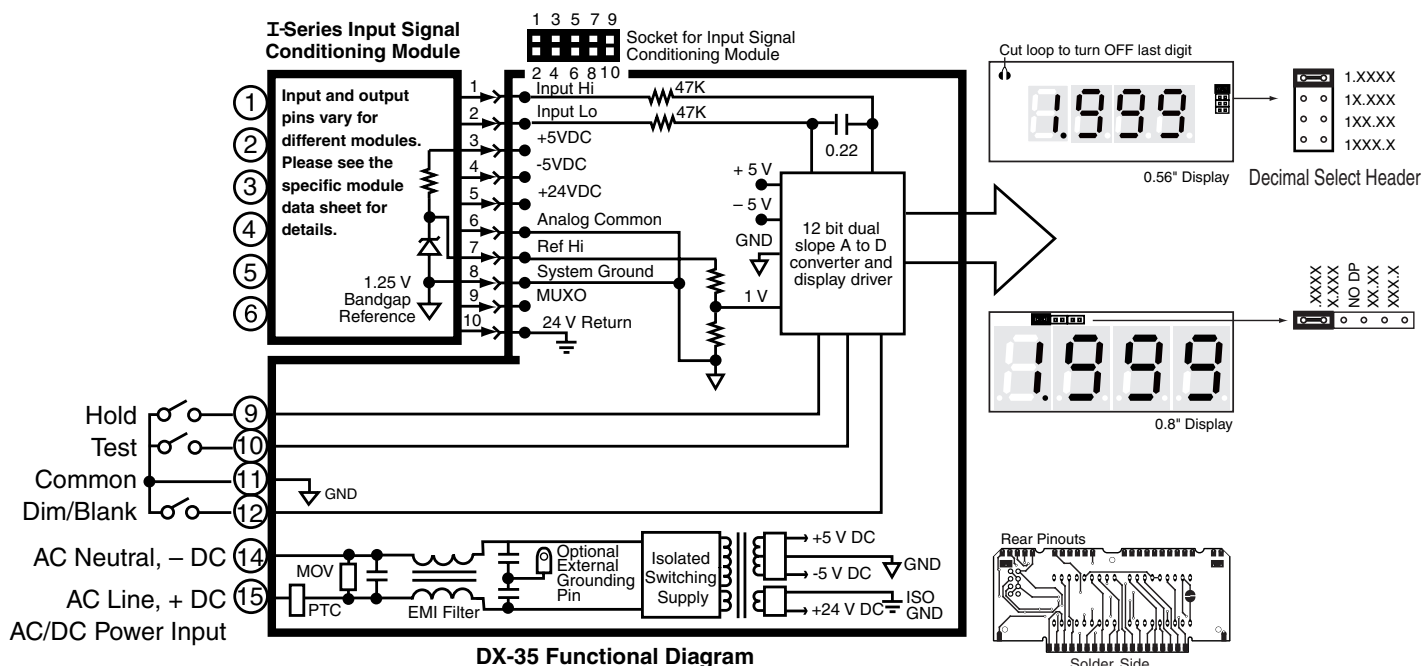 I-Series Input Signal
Conditioning Module
1 3 5 7 9
Socket for Input Signal
Conditioning Module
2 4 6 8 10
1
2
3
4
5
6
Input and output
pins vary for
different modules.
Please see the
specific module
data sheet for
details.
1.25 V
Bandgap
Reference
1
2
3
4
5
6
7
8
9
10
Input Hi
Input Lo
+5VDC
-5VDC
+24VDC
Analog Common
Ref Hi
System Ground
MUXO
24 V Return
47K
47K
0.22
+ 5 V
– 5 V
GND
1 V
12 bit dual
slope A to D
converter and
display driver
Cut loop to turn OFF last digit
1.999
0.56" Display
1.XXXX
1X.XXX
1XX.XX
1XXX.X
Decimal Select Header
.XXXX
X.XXX
NO DP
XX.XX
XXX.X
1.999
0.8" Display
Hold 9
Test 10
Common 11
GND
Dim/Blank 12
AC Neutral, – DC 14
AC Line, + DC 15
AC/DC Power Input
MOV
PTC
EMI Filter
Optional
External
Grounding
Pin
Isolated
Switching
Supply
+5 V DC
GND
-5 V DC
ISO
GND
+24 V DC
DX-35 Functional Diagram
Rear Pinouts
Solder Side